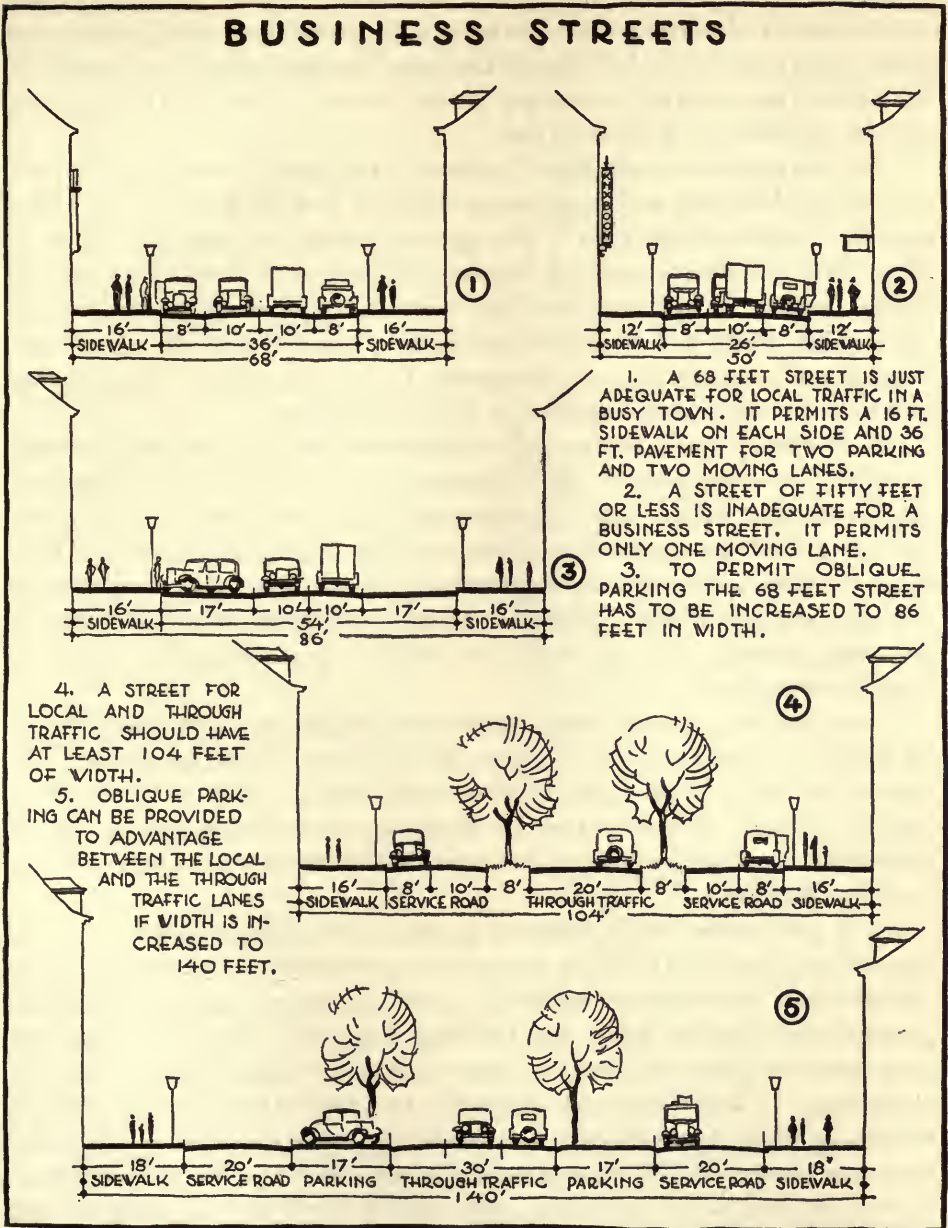 BUSINESS STREETS
1
16' 8' 10' 10' 8' 16'
SIDEWALK 36' SIDEWALK
68'
2
12' 8' 10' 8' 12'
SIDEWALK 26' SIDEWALK
50'
1. A 68 FEET STREET IS JUST
ADEQUATE FOR LOCAL TRAFFIC IN A
BUSY TOWN. IT PERMITS A 16 FT.
SIDEWALK ON EACH SIDE AND 36
FT. PAVEMENT FOR TWO PARKING
AND TWO MOVING LANES.
2. A STREET OF FIFTY FEET
OR LESS IS INADEQUATE FOR A
BUSINESS STREET. IT PERMITS
ONLY ONE MOVING LANE.
3. TO PERMIT OBLIQUE
PARKING THE 68 FEET STREET
HAS TO BE INCREASED TO 86
FEET IN WIDTH.
3
16' 17' 10' 10' 17' 16'
SIDEWALK 54' SIDEWALK
86'
4. A STREET FOR
LOCAL AND THROUGH
TRAFFIC SHOULD HAVE
AT LEAST 104 FEET
OF WIDTH.
5. OBLIQUE PARK-
ING CAN BE PROVIDED
TO ADVANTAGE
BETWEEN THE LOCAL
AND THE THROUGH
TRAFFIC LANES
IF WIDTH IS IN-
CREASED TO
140 FEET.
4
16' 8' 10' 8' 20' 8' 10' 8' 16'
SIDEWALK SERVICE ROAD THROUGH TRAFFIC SERVICE ROAD SIDEWALK
104'
5
18' 20' 17' 30' 17' 20' 18'
SIDEWALK SERVICE ROAD PARKING THROUGH TRAFFIC PARKING SERVICE ROAD SIDEWALK
140'